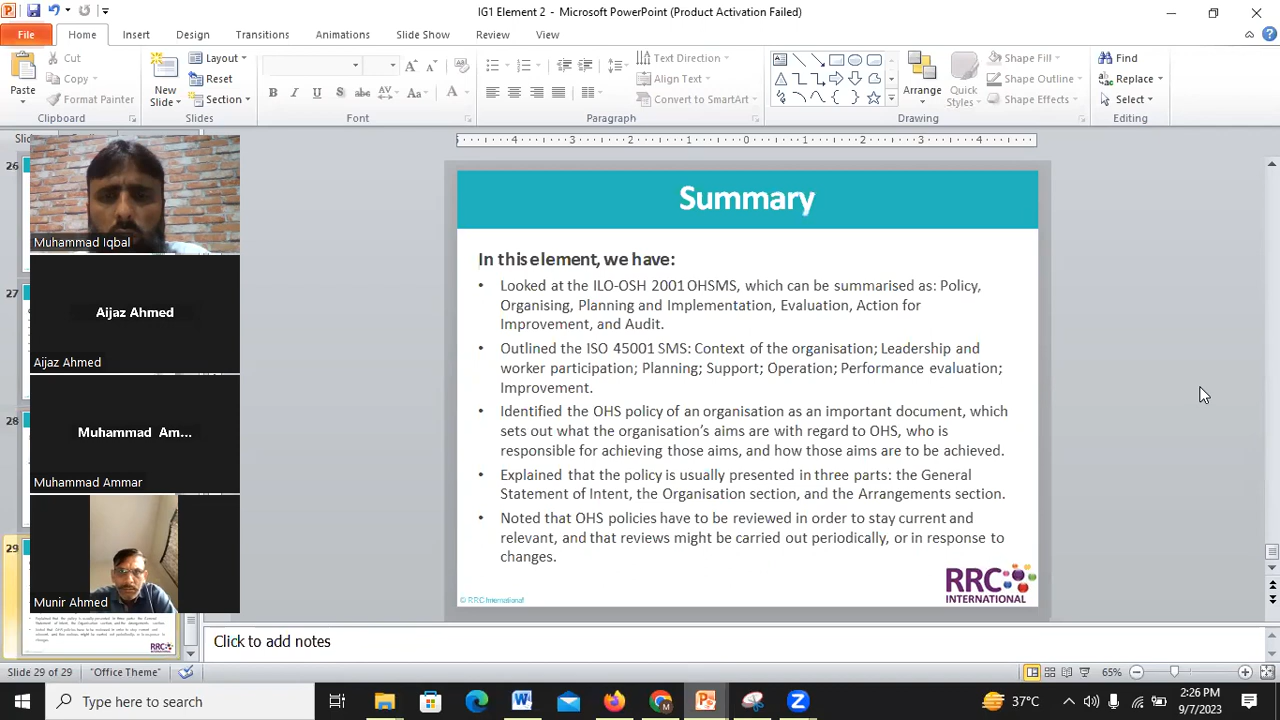 IG1 Element 2 - Microsoft PowerPoint (Product Activation Failed)
File Home Insert Design Transitions Animations Slide Show Review View
Cut Layout Text Direction Shape Fill Find
Copy Reset Align Text Shape Outline Replace
Paste Format Painter New Slide Section Convert to SmartArt Arrange Quick Styles Shape Effects Select
Clipboard Slides Font Paragraph Drawing Editing
26
27
28
29
Muhammad Iqbal
Aijaz Ahmed
Aijaz Ahmed
Muhammad Am...
Muhammad Ammar
Munir Ahmed
Summary
In this element, we have:
• Looked at the ILO-OSH 2001 OHSMS, which can be summarised as: Policy,
Organising, Planning and Implementation, Evaluation, Action for
Improvement, and Audit.
• Outlined the ISO 45001 SMS: Context of the organisation; Leadership and
worker participation; Planning; Support; Operation; Performance evaluation;
Improvement.
• Identified the OHS policy of an organisation as an important document, which
sets out what the organisation's aims are with regard to OHS, who is
responsible for achieving those aims, and how those aims are to be achieved.
• Explained that the policy is usually presented in three parts: the General
Statement of Intent, the Organisation section, and the Arrangements section.
• Noted that OHS policies have to be reviewed in order to stay current and
relevant, and that reviews might be carried out periodically, or in response to
changes.
© RRC International
RRC
INTERNATIONAL
Click to add notes
Slide 29 of 29 "Office Theme" 65%
Type here to search 37°C 2:26 PM
9/7/2023